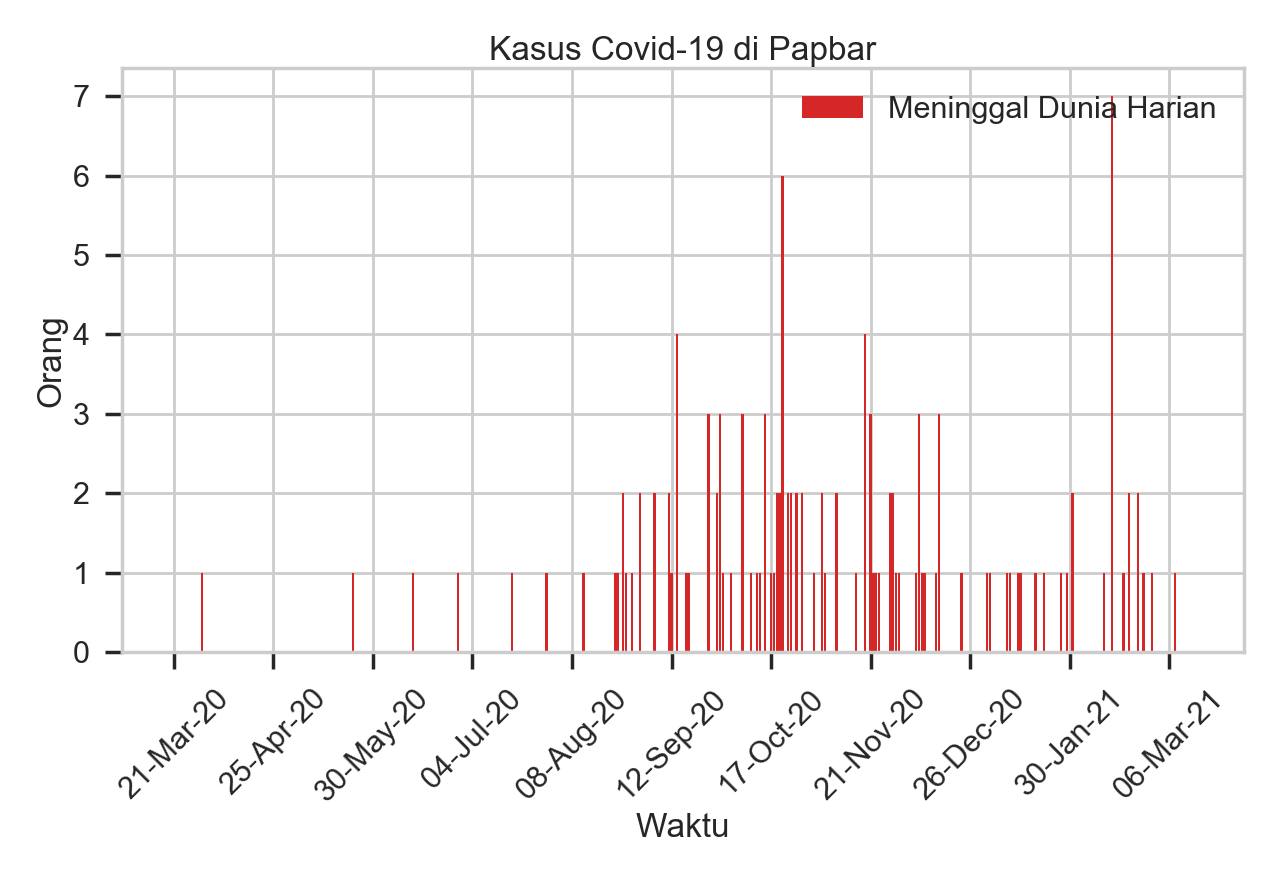 Kasus Covid-19 di Papbar
Meninggal Dunia Harian
7
6
5
4
3
2
1
0
Orang
21-Mar-20
25-Apr-20
30-May-20
04-Jul-20
08-Aug-20
12-Sep-20
17-Oct-20
21-Nov-20
26-Dec-20
30-Jan-21
06-Mar-21
Waktu